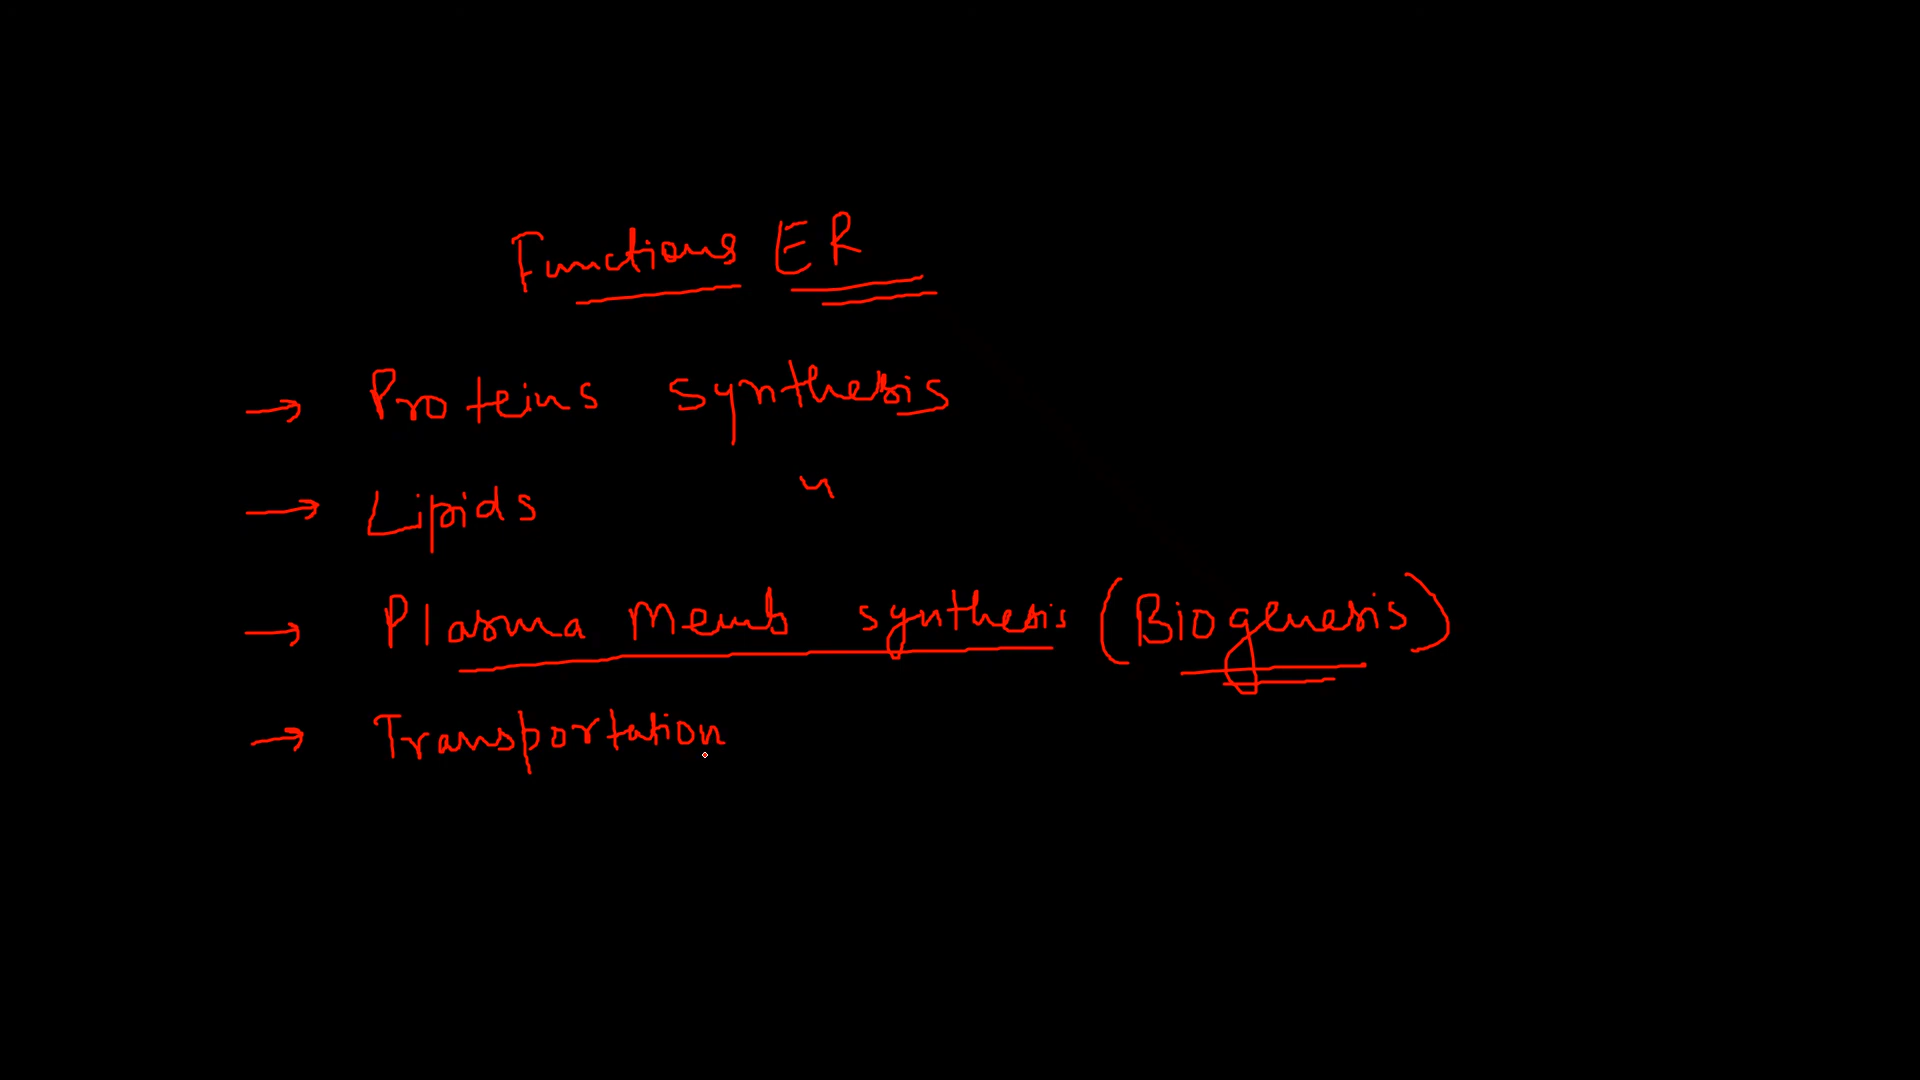 Functions ER
→ Proteins synthesis
→ Lipids "
→ Plasma Memb synthesis (Biogenesis)
→ Transportation